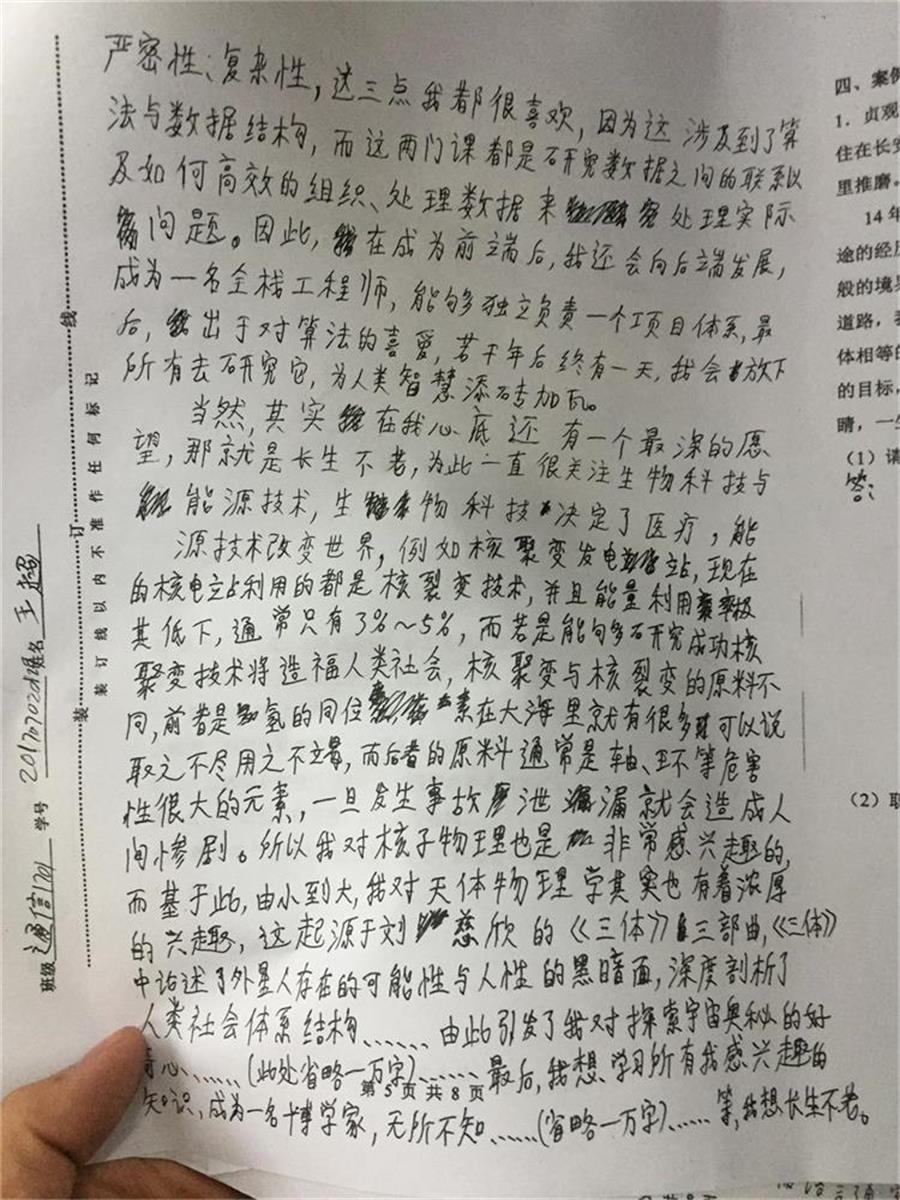 严密性、复杂性，这三点我都很喜欢，因为这涉及到了算
法与数据结构，而这两门课都是研究数据之间的联系以
及如何高效的组织、处理数据来处理实际
问题。因此，在成为前端后，我还会向后端发展，
成为一名全栈工程师，能够独立负责一个项目体系，最
后，出于对算法的喜爱，若干年后终有一天，我会放下
所有去研究它，为人类智慧添砖加瓦。
当然，其实在我心底还有一个最深的愿
望，那就是长生不老，为此一直很关注生物科技与
能源技术，生物科技决定了医疗，能
源技术改变世界，例如核聚变发电站，现在
的核电站利用的都是核裂变技术，并且能量利用率极
其低下，通常只有3%～5%，而若是能够研究成功核
聚变技术将造福人类社会，核聚变与核裂变的原料不
同，前者是氢的同位素在大海里就有很多可以说
取之不尽用之不竭，而后者的原料通常是轴、环等危害
性很大的元素，一旦发生事故泄漏就会造成人
间惨剧。所以我对核子物理也是非常感兴趣的，
而基于此，由小到大，我对天体物理学其实也有着浓厚
的兴趣，这起源于刘慈欣的《三体》三部曲，《三体》
中论述了外星人存在的可能性与人性的黑暗面，深度剖析了
人类社会体系结构……由此引发了我对探索宇宙奥秘的好
奇心……(此处省略一万字)……最后，我想学习所有我感兴趣的
知识，成为一名博学家，无所不知……(省略一万字)……等，我想长生不老。
第 5 页 共 8 页
装 订 线
装 订 线 以 内 不 准 作 任 何 标 记
班级 通信1701 学号 姓名 王超
四、案例
1．贞观
住在长安
里推磨。
14年
途的经历
般的境界
道路，我
体相等的
的目标，
睛，一生
（1）请
答：
（2）取